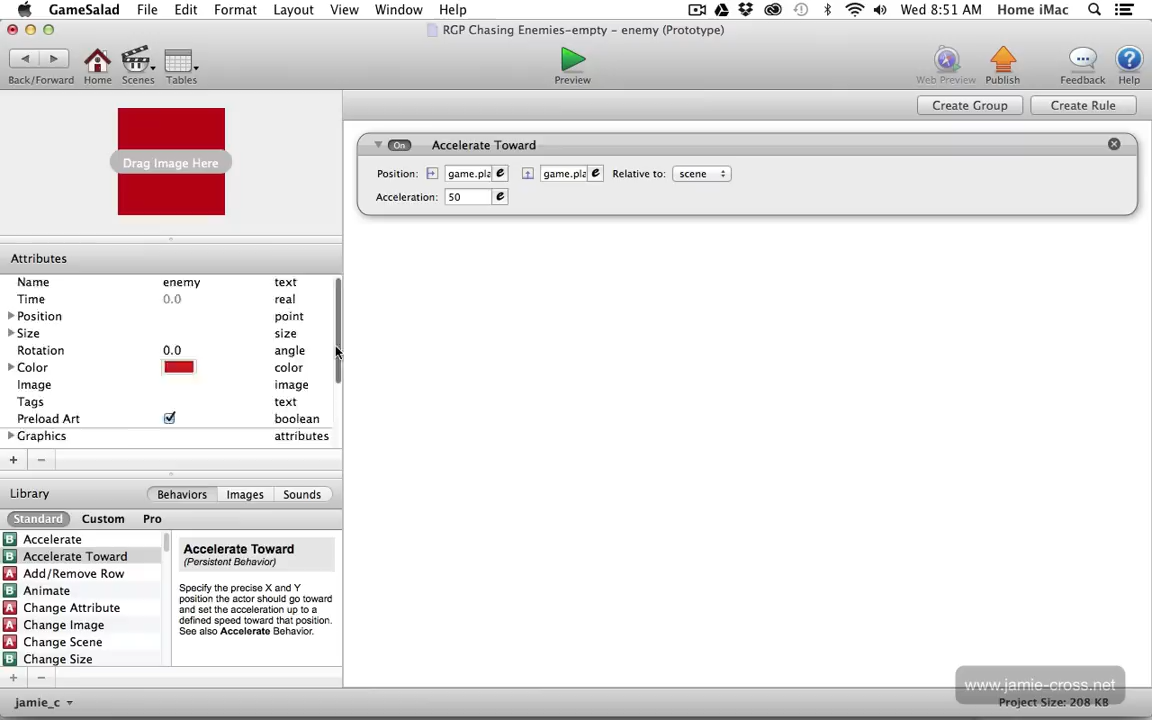 GameSalad File Edit Format Layout View Window Help Wed 8:51 AM Home iMac
RGP Chasing Enemies-empty – enemy (Prototype)
Back/Forward Home Scenes Tables Preview Web Preview Publish Feedback Help
Create Group Create Rule
Drag Image Here
On Accelerate Toward
Position: game.pla e game.pla e Relative to: scene
Acceleration: 50 e
Attributes
Name enemy text
Time 0.0 real
Position point
Size size
Rotation 0.0 angle
Color color
Image image
Tags text
Preload Art boolean
Graphics attributes
Library Behaviors Images Sounds
Standard Custom Pro
B Accelerate
B Accelerate Toward
A Add/Remove Row
B Animate
A Change Attribute
A Change Image
A Change Scene
B Change Size
Accelerate Toward
(Persistent Behavior)
Specify the precise X and Y
position the actor should go toward
and set the acceleration up to a
defined speed toward that position.
See also Accelerate Behavior.
www.jamie-cross.net
jamie_c Project Size: 208 KB